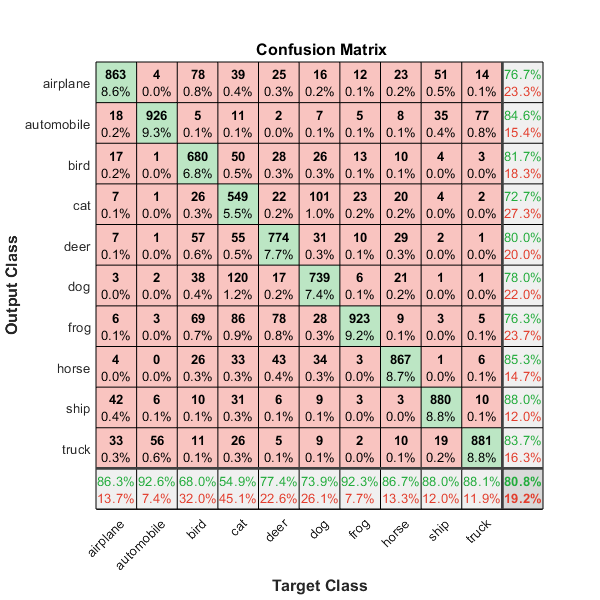 Confusion Matrix
airplane 863 4 78 39 25 16 12 23 51 14 76.7%
8.6% 0.0% 0.8% 0.4% 0.3% 0.2% 0.1% 0.2% 0.5% 0.1% 23.3%
automobile 18 926 5 11 2 7 5 8 35 77 84.6%
0.2% 9.3% 0.1% 0.1% 0.0% 0.1% 0.1% 0.1% 0.4% 0.8% 15.4%
bird 17 1 680 50 28 26 13 10 4 3 81.7%
0.2% 0.0% 6.8% 0.5% 0.3% 0.3% 0.1% 0.1% 0.0% 0.0% 18.3%
cat 7 1 26 549 22 101 23 20 4 2 72.7%
0.1% 0.0% 0.3% 5.5% 0.2% 1.0% 0.2% 0.2% 0.0% 0.0% 27.3%
deer 7 1 57 55 774 31 10 29 2 1 80.0%
0.1% 0.0% 0.6% 0.5% 7.7% 0.3% 0.1% 0.3% 0.0% 0.0% 20.0%
dog 3 2 38 120 17 739 6 21 1 1 78.0%
0.0% 0.0% 0.4% 1.2% 0.2% 7.4% 0.1% 0.2% 0.0% 0.0% 22.0%
frog 6 3 69 86 78 28 923 9 3 5 76.3%
0.1% 0.0% 0.7% 0.9% 0.8% 0.3% 9.2% 0.1% 0.0% 0.1% 23.7%
horse 4 0 26 33 43 34 3 867 1 6 85.3%
0.0% 0.0% 0.3% 0.3% 0.4% 0.3% 0.0% 8.7% 0.0% 0.1% 14.7%
ship 42 6 10 31 6 9 3 3 880 10 88.0%
0.4% 0.1% 0.1% 0.3% 0.1% 0.1% 0.0% 0.0% 8.8% 0.1% 12.0%
truck 33 56 11 26 5 9 2 10 19 881 83.7%
0.3% 0.6% 0.1% 0.3% 0.1% 0.1% 0.0% 0.1% 0.2% 8.8% 16.3%
86.3% 92.6% 68.0% 54.9% 77.4% 73.9% 92.3% 86.7% 88.0% 88.1% 80.8%
13.7% 7.4% 32.0% 45.1% 22.6% 26.1% 7.7% 13.3% 12.0% 11.9% 19.2%
airplane automobile bird cat deer dog frog horse ship truck
Target Class
Output Class